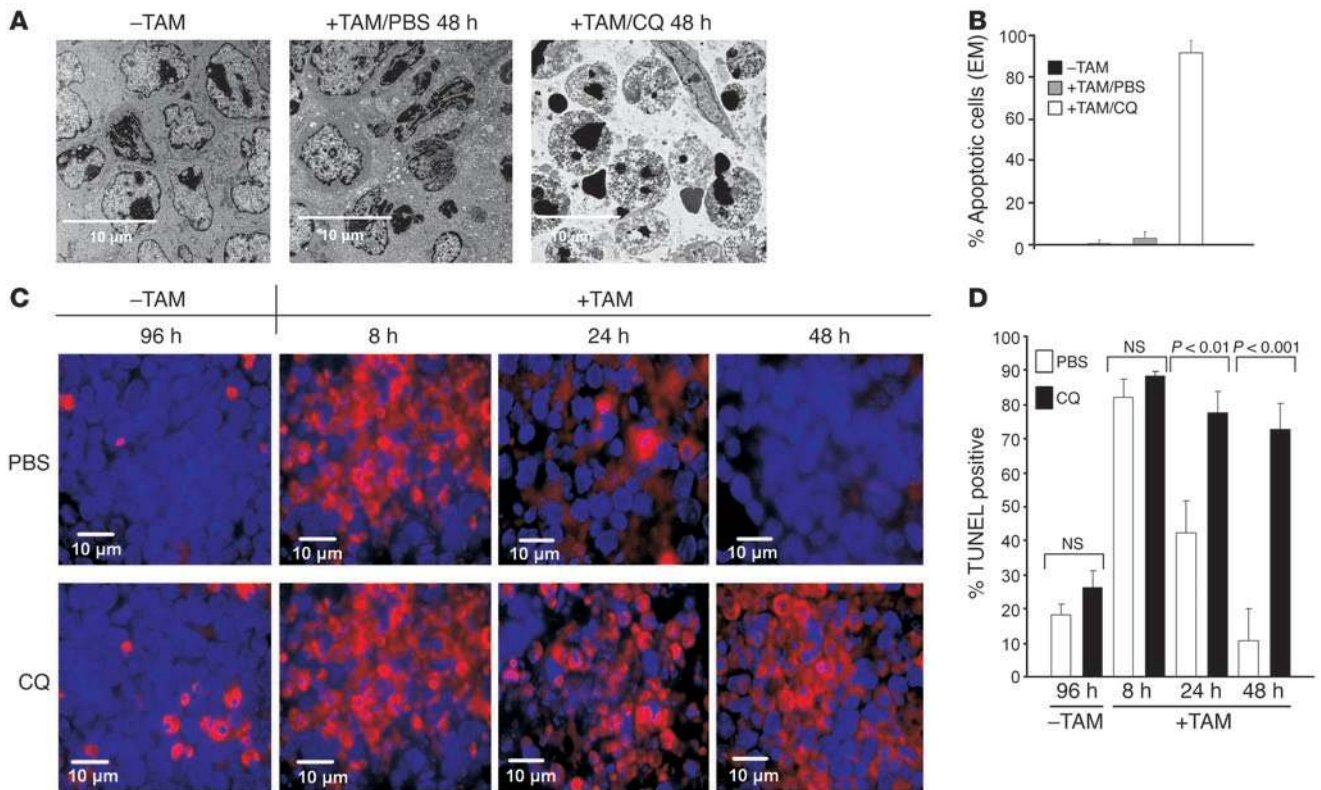 A
–TAM
+TAM/PBS 48 h
+TAM/CQ 48 h
10 µm
10 µm
10 µm
B
% Apoptotic cells (EM)
100
80
60
40
20
0
–TAM
+TAM/PBS
+TAM/CQ
C
–TAM
+TAM
96 h
8 h
24 h
48 h
PBS
10 µm
10 µm
10 µm
10 µm
CQ
10 µm
10 µm
10 µm
10 µm
D
% TUNEL positive
100
90
80
70
60
50
40
30
20
10
0
PBS
CQ
NS
NS
P < 0.01
P < 0.001
96 h
8 h
24 h
48 h
–TAM
+TAM